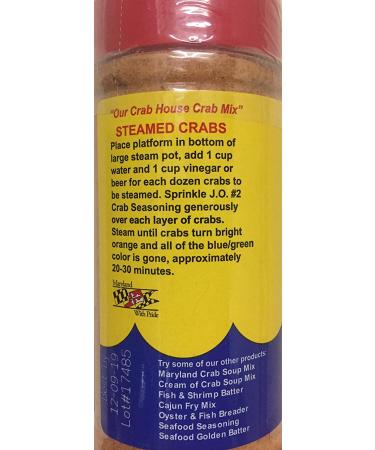 "Our Crab House Crab Mix"
STEAMED CRABS
Place platform in bottom of
large steam pot, add 1 cup
water and 1 cup vinegar or
beer for each dozen crabs to
be steamed. Sprinkle J.O. #2
Crab Seasoning generously
over each layer of crabs.
Steam until crabs turn bright
orange and all of the blue/green
color is gone, approximately
20-30 minutes.
Maryland
With Pride
Best by
12-09-19
Lot#17485
Try some of our other products:
Maryland Crab Soup Mix
Cream of Crab Soup Mix
Fish & Shrimp Batter
Cajun Fry Mix
Oyster & Fish Breader
Seafood Seasoning
Seafood Golden Batter